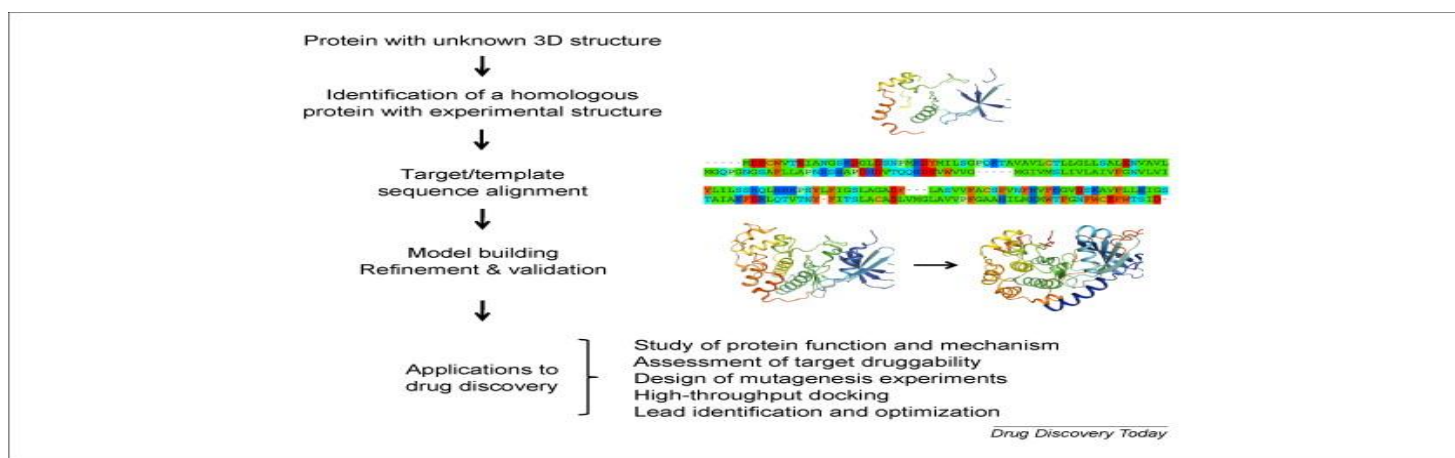 Protein with unknown 3D structure
Identification of a homologous
protein with experimental structure
Target/template
sequence alignment
Model building
Refinement & validation
Applications to
drug discovery
Study of protein function and mechanism
Assessment of target druggability
Design of mutagenesis experiments
High-throughput docking
Lead identification and optimization
Drug Discovery Today